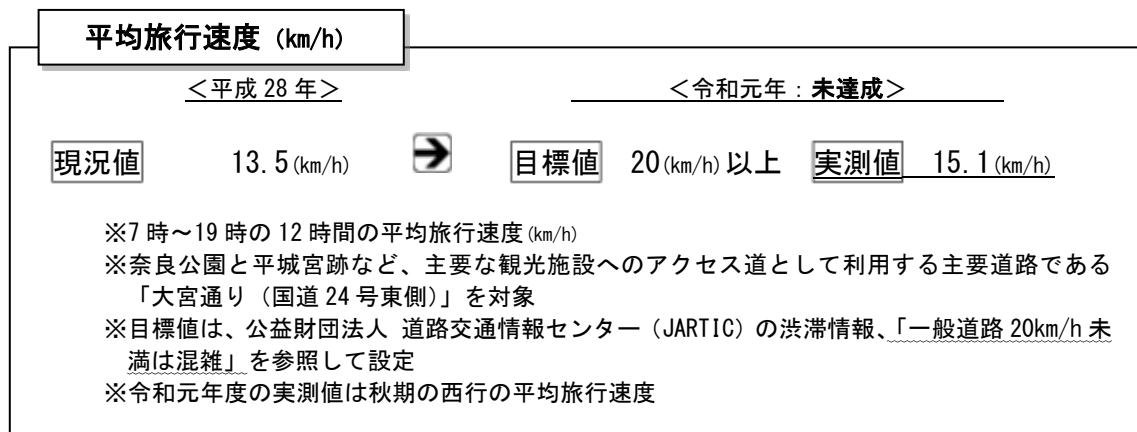 平均旅行速度（km/h）
＜平成28年＞ ＜令和元年：未達成＞
現況値 13.5(km/h) 目標値 20(km/h)以上 実測値 15.1(km/h)
※7時～19時の12時間の平均旅行速度(km/h)
※奈良公園と平城宮跡など、主要な観光施設へのアクセス道として利用する主要道路である
「大宮通り（国道24号東側）」を対象
※目標値は、公益財団法人 道路交通情報センター（JARTIC）の渋滞情報、「一般道路20km/h未
満は混雑」を参照して設定
※令和元年度の実測値は秋期の西行の平均旅行速度